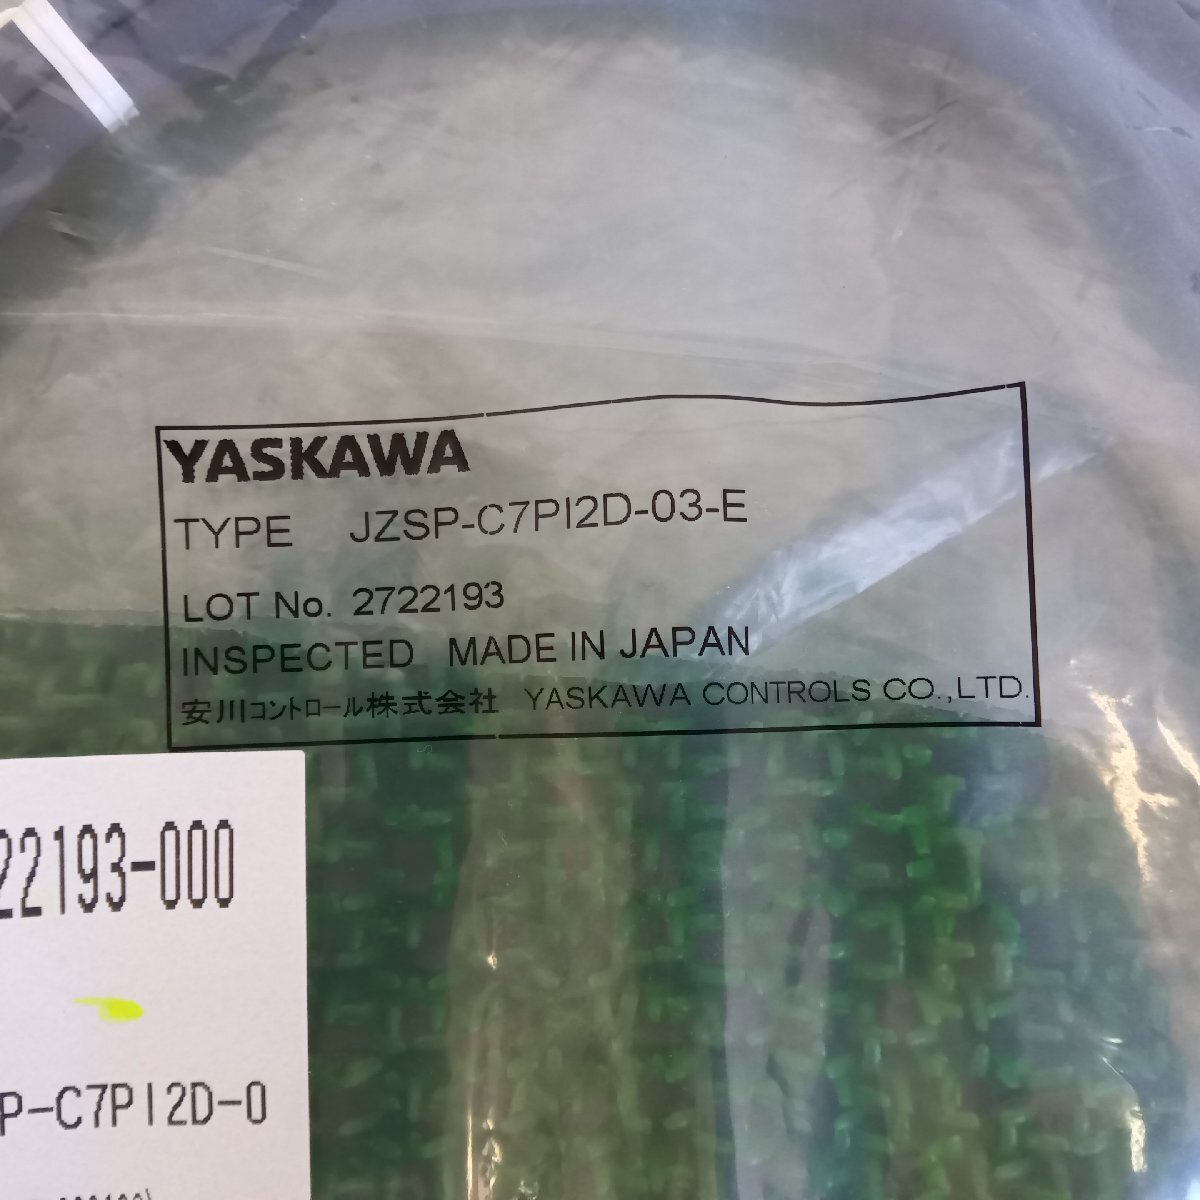 YASKAWA
TYPE JZSP-C7PI2D-03-E
LOT No. 2722193
INSPECTED MADE IN JAPAN
安川コントロール株式会社 YASKAWA CONTROLS CO.,LTD.
22193-000
P-C7PI2D-0